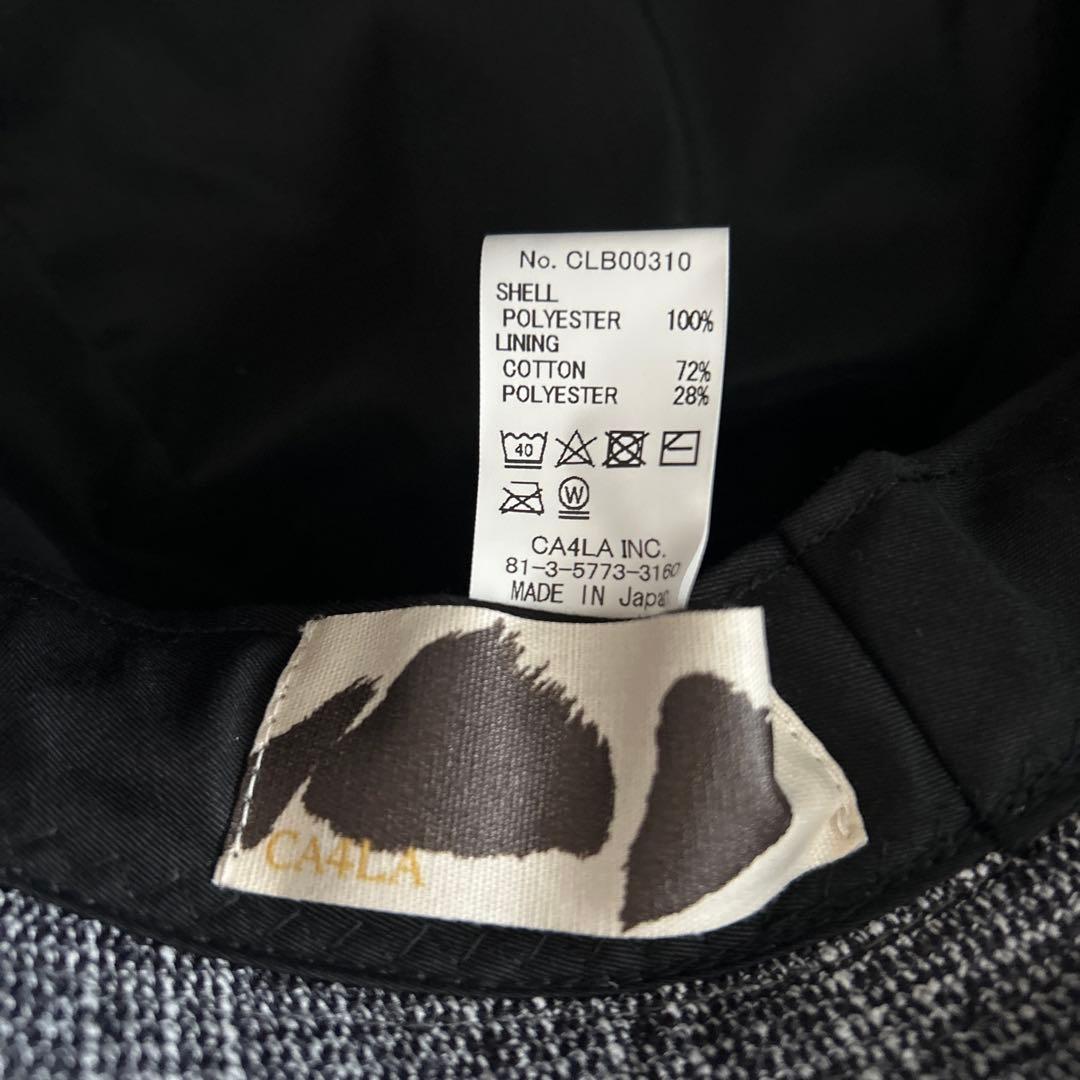 No. CLB00310
SHELL
POLYESTER 100%
LINING
COTTON 72%
POLYESTER 28%
40
W
CA4LA INC.
81-3-5773-3160
MADE IN Japan
CA4LA